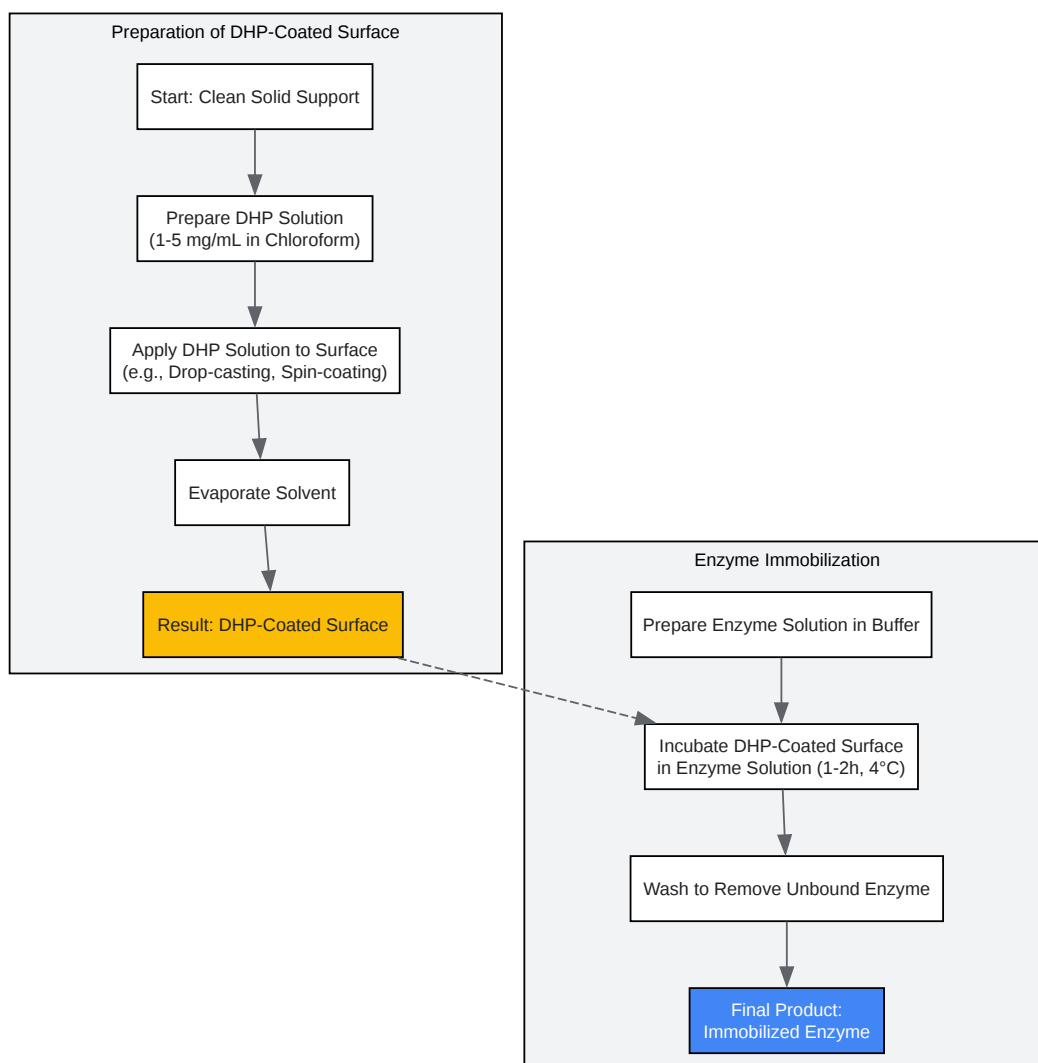 Preparation of DHP-Coated Surface
Start: Clean Solid Support
Prepare DHP Solution
(1-5 mg/mL in Chloroform)
Apply DHP Solution to Surface
(e.g., Drop-casting, Spin-coating)
Evaporate Solvent
Result: DHP-Coated Surface
Enzyme Immobilization
Prepare Enzyme Solution in Buffer
Incubate DHP-Coated Surface
in Enzyme Solution (1-2h, 4°C)
Wash to Remove Unbound Enzyme
Final Product:
Immobilized Enzyme